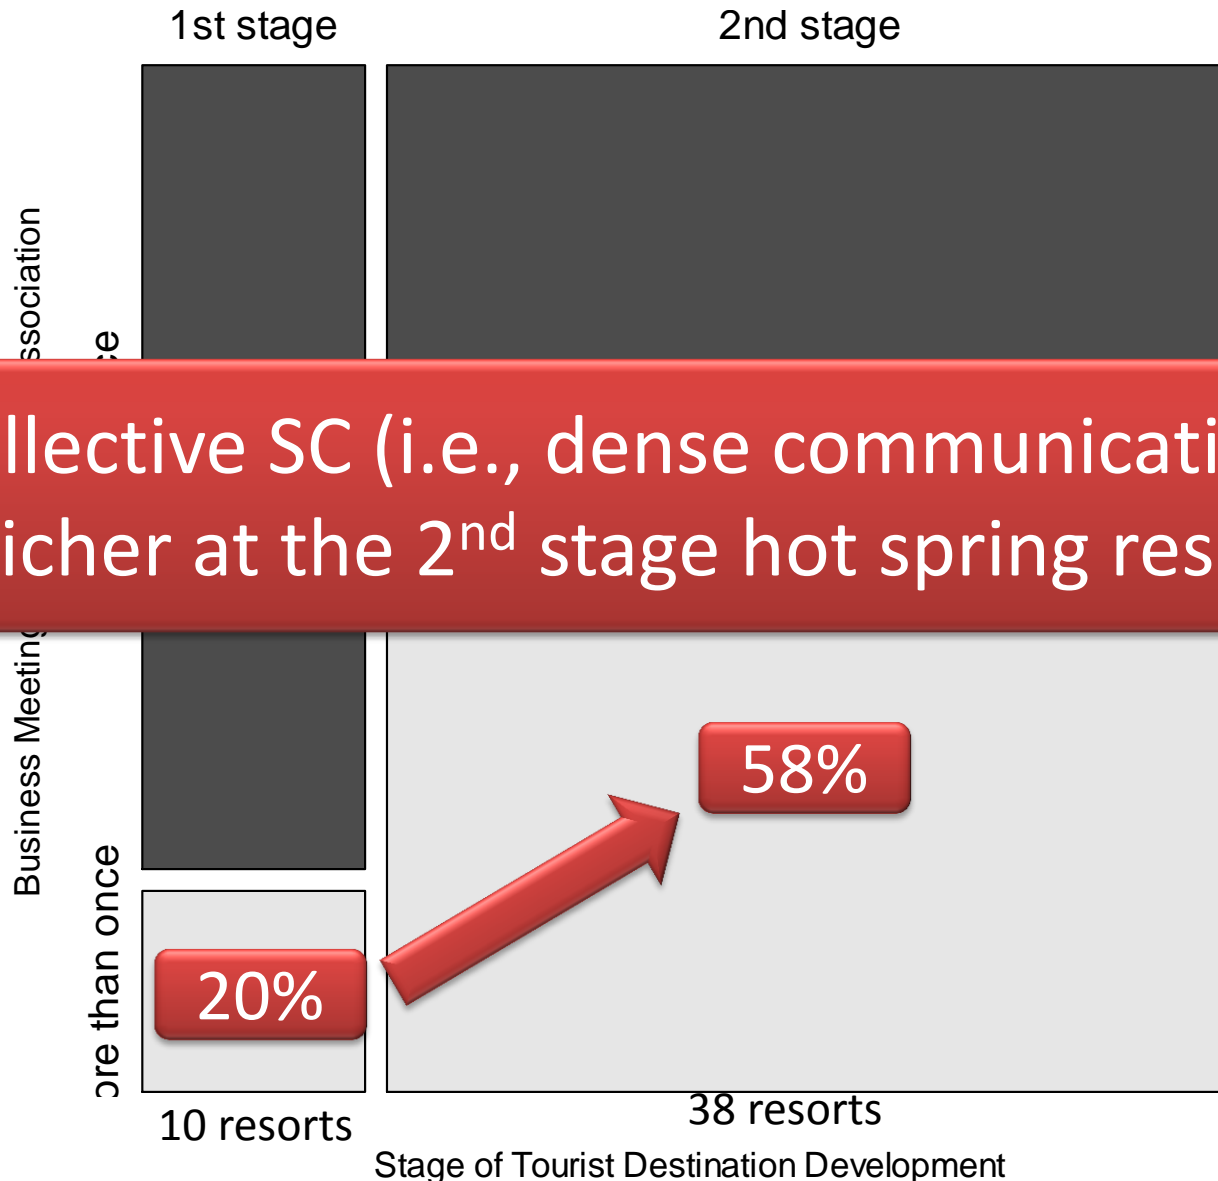 1st stage
2nd stage
Business Meeting
ssociation
ce
llective SC (i.e., dense communicati
icher at the 2nd stage hot spring res
58%
20%
ore than once
10 resorts
38 resorts
Stage of Tourist Destination Development